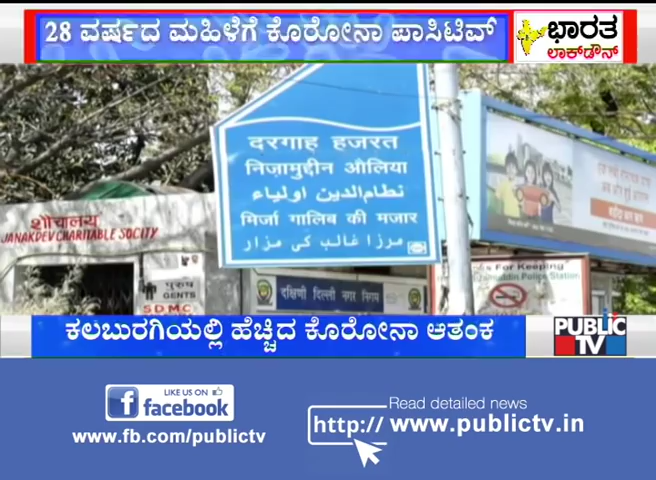 28 ವರ್ಷದ ಮಹಿಳೆಗೆ ಕೊರೋನಾ ಪಾಸಿಟಿವ್
ಭಾರತ
ಲಾಕ್‌ಡೌನ್
दरगाह हजरत
निज़ामुद्दीन औलिया
نظام الدین اولیاء
मिर्जा गालिब की मजार
مرزا غالب کی مزار
शौचालय
JANAKDEV CHARITABLE SOCITY
पुरुष
GENTS
SDMC
दक्षिणी दिल्ली नगर निगम
es For Keeping
Police Station
ಕಲಬುರಗಿಯಲ್ಲಿ ಹೆಚ್ಚಿದ ಕೊರೋನಾ ಆತಂಕ
PUBLIC
TV
LIKE US ON
facebook
www.fb.com/publictv
Read detailed news
http:// www.publictv.in